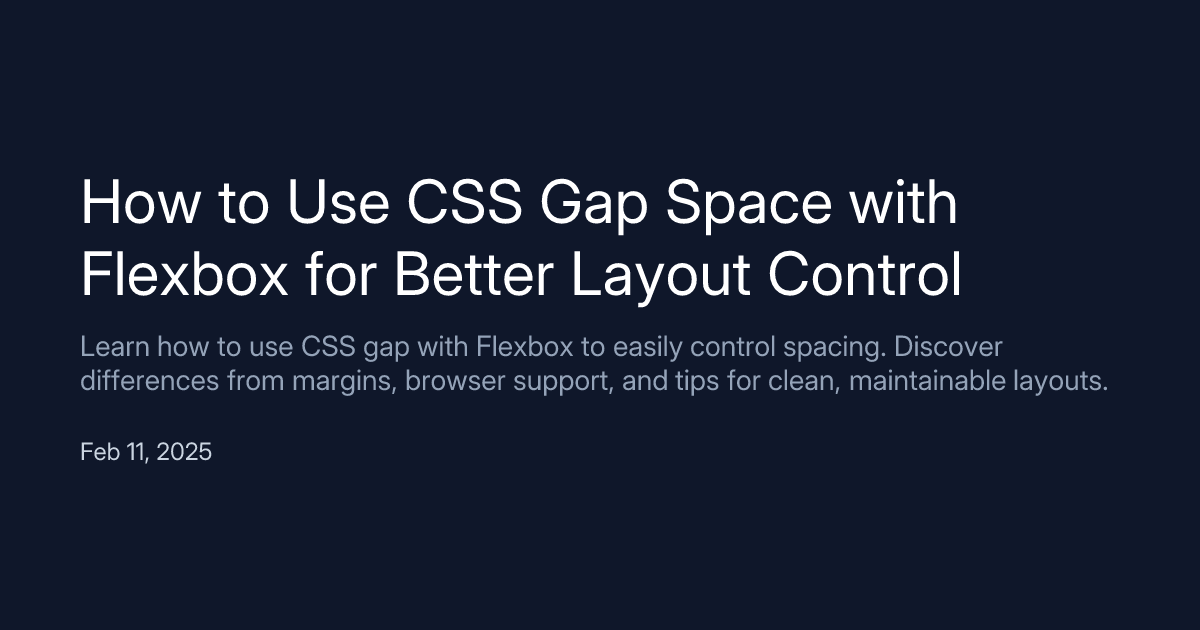 How to Use CSS Gap Space with
Flexbox for Better Layout Control
Learn how to use CSS gap with Flexbox to easily control spacing. Discover
differences from margins, browser support, and tips for clean, maintainable layouts.
Feb 11, 2025